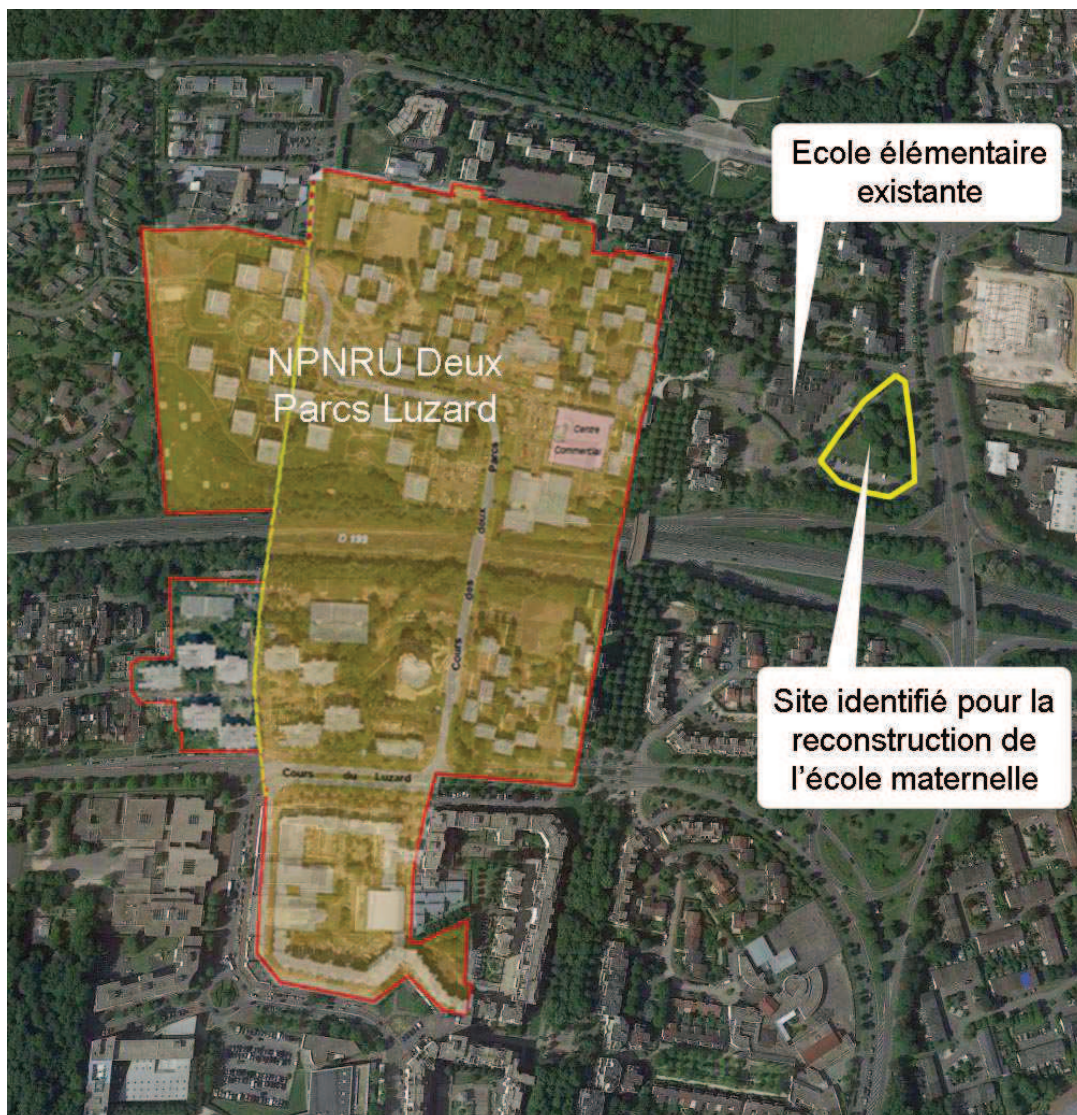 Ecole élémentaire
existante
NPNRU Deux
Parcs Luzard
Centre
Commercial
Cours des deux Parcs
D 199
Cours du Luzard
Site identifié pour la
reconstruction de
l'école maternelle